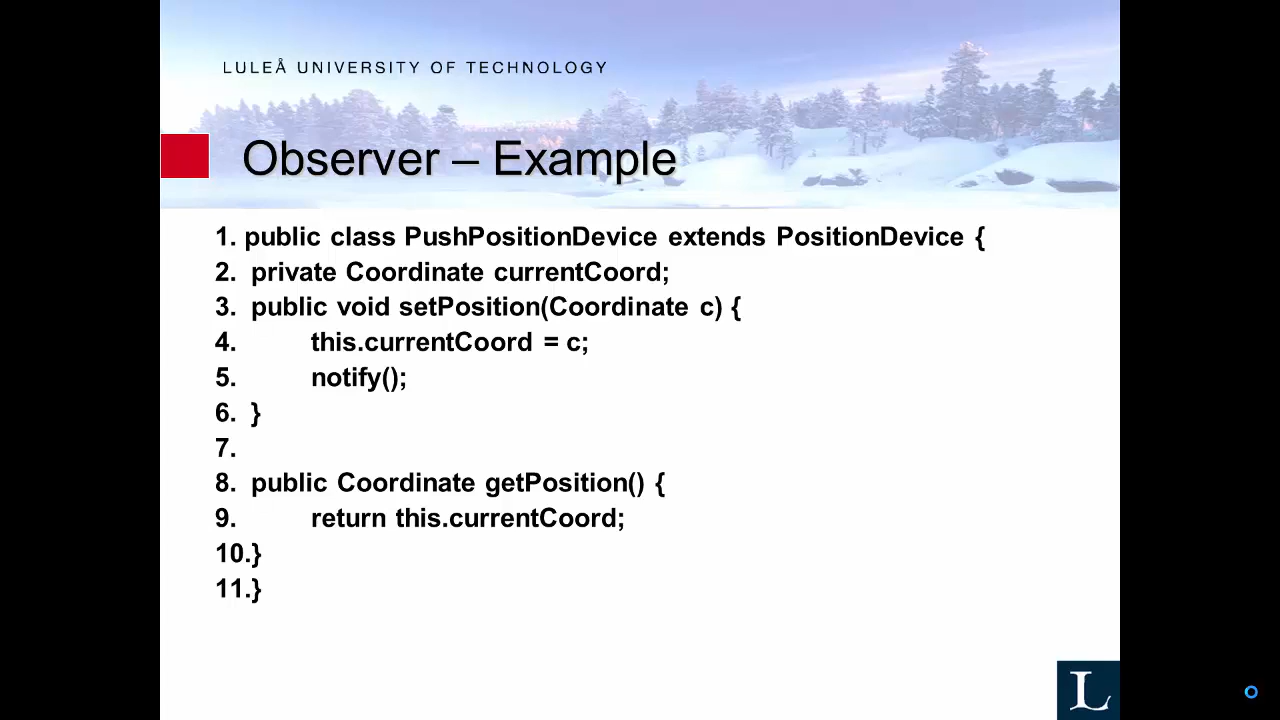 LULEÅ UNIVERSITY OF TECHNOLOGY
Observer – Example
1. public class PushPositionDevice extends PositionDevice {
2. private Coordinate currentCoord;
3. public void setPosition(Coordinate c) {
4. this.currentCoord = c;
5. notify();
6. }
7.
8. public Coordinate getPosition() {
9. return this.currentCoord;
10.}
11.}
L